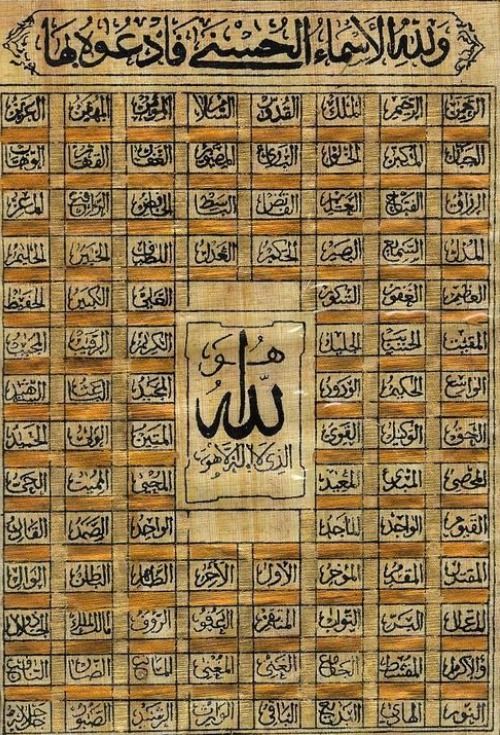 ولله الأسماء الحسنى فادعوه بها
الرحمن الرحيم الملك القدوس السلام المؤمن المهيمن العزيز
الجبار المتكبر الخالق البارئ المصور الغفار القهار الوهاب
الرزاق الفتاح العليم القابض الباسط الخافض الرافع المعز
المذل السميع البصير الحكم العدل اللطيف الخبير الحليم
العظيم الغفور الشكور العلي الكبير الحفيظ
المقيت الحسيب الجليل الكريم الرقيب المجيب
الواسع الحكيم الودود المجيد الباعث الشهيد
الحق الوكيل القوي المتين الولي الحميد
المحصي المبدئ المعيد المحيي المميت الحي
القيوم الواجد الماجد الواحد الصمد القادر
هو
الله
الذي لا إله إلا هو
المقتدر المقدم المؤخر الأول الآخر الظاهر الباطن الوالي
المتعال البر التواب المنتقم العفو الرؤف مالك الملك ذو الجلال
والإكرام المقسط الجامع الغني المغني المانع الضار النافع
النور الهادي البديع الباقي الوارث الرشيد الصبور جل جلاله